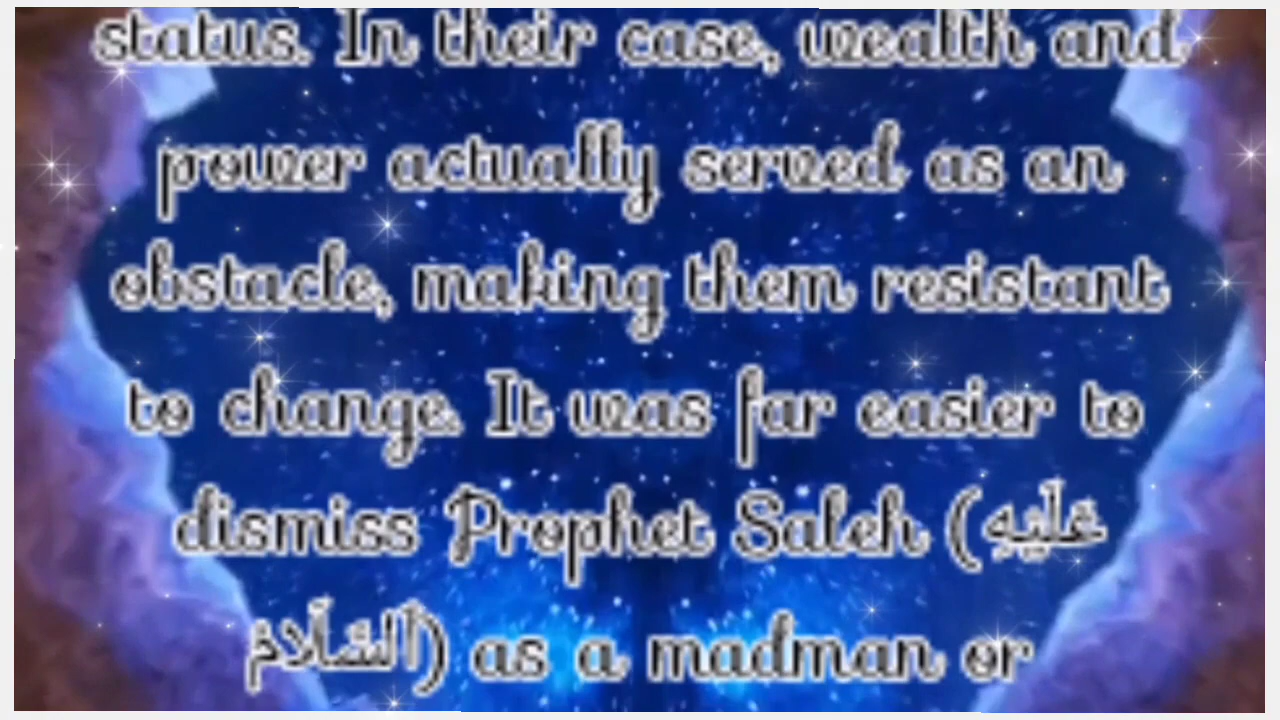 status. In their case, wealth and
power actually served as an
obstacle, making them resistant
to change. It was far easier to
dismiss Prophet Saleh (عليه
السلام) as a madman or